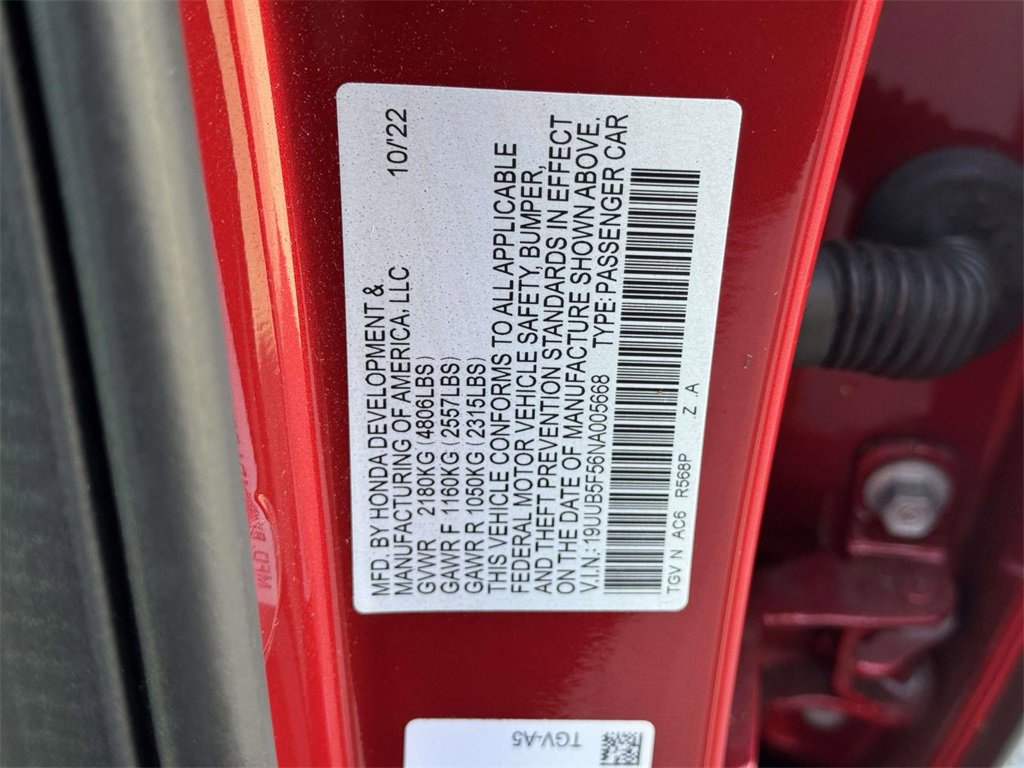 MFD. BY HONDA DEVELOPMENT & 10/22
MANUFACTURING OF AMERICA, LLC
GVWR 2180KG 4806LBS)
GAWR F 1160KG 2557LBS)
GAWR R 1050KG 2315LBS)
THIS VEHICLE CONFORMS TO ALL APPLICABLE
FEDERAL MOTOR VEHICLE SAFETY, BUMPER,
AND THEFT PREVENTION STANDARDS IN EFFECT
ON THE DATE OF MANUFACTURE SHOWN ABOVE.
V.I.N.: 19UUB5F56NA005668 TYPE: PASSENGER CAR
TGV N AC6 R568P Z A
TGV-A5